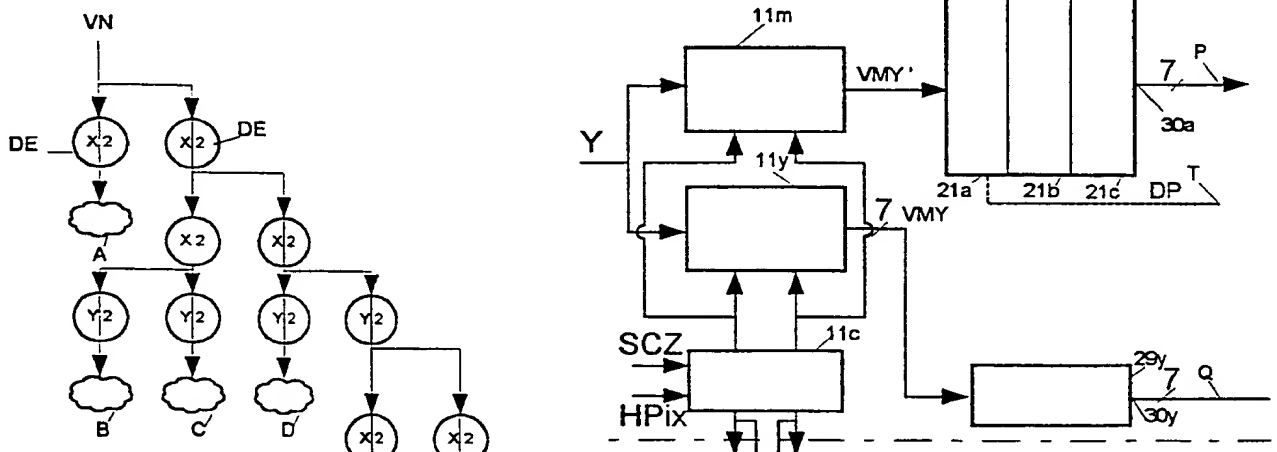 VN
DE
X2
X2
DE
A
X2
X2
Y2
Y2
Y2
Y2
B
C
D
X2
X2
11m
VMY'
7
P
30a
Y
11y
21a
21b
21c
DP
T
7
VMY
SCZ
11c
HPix
29y
7
Q
30y